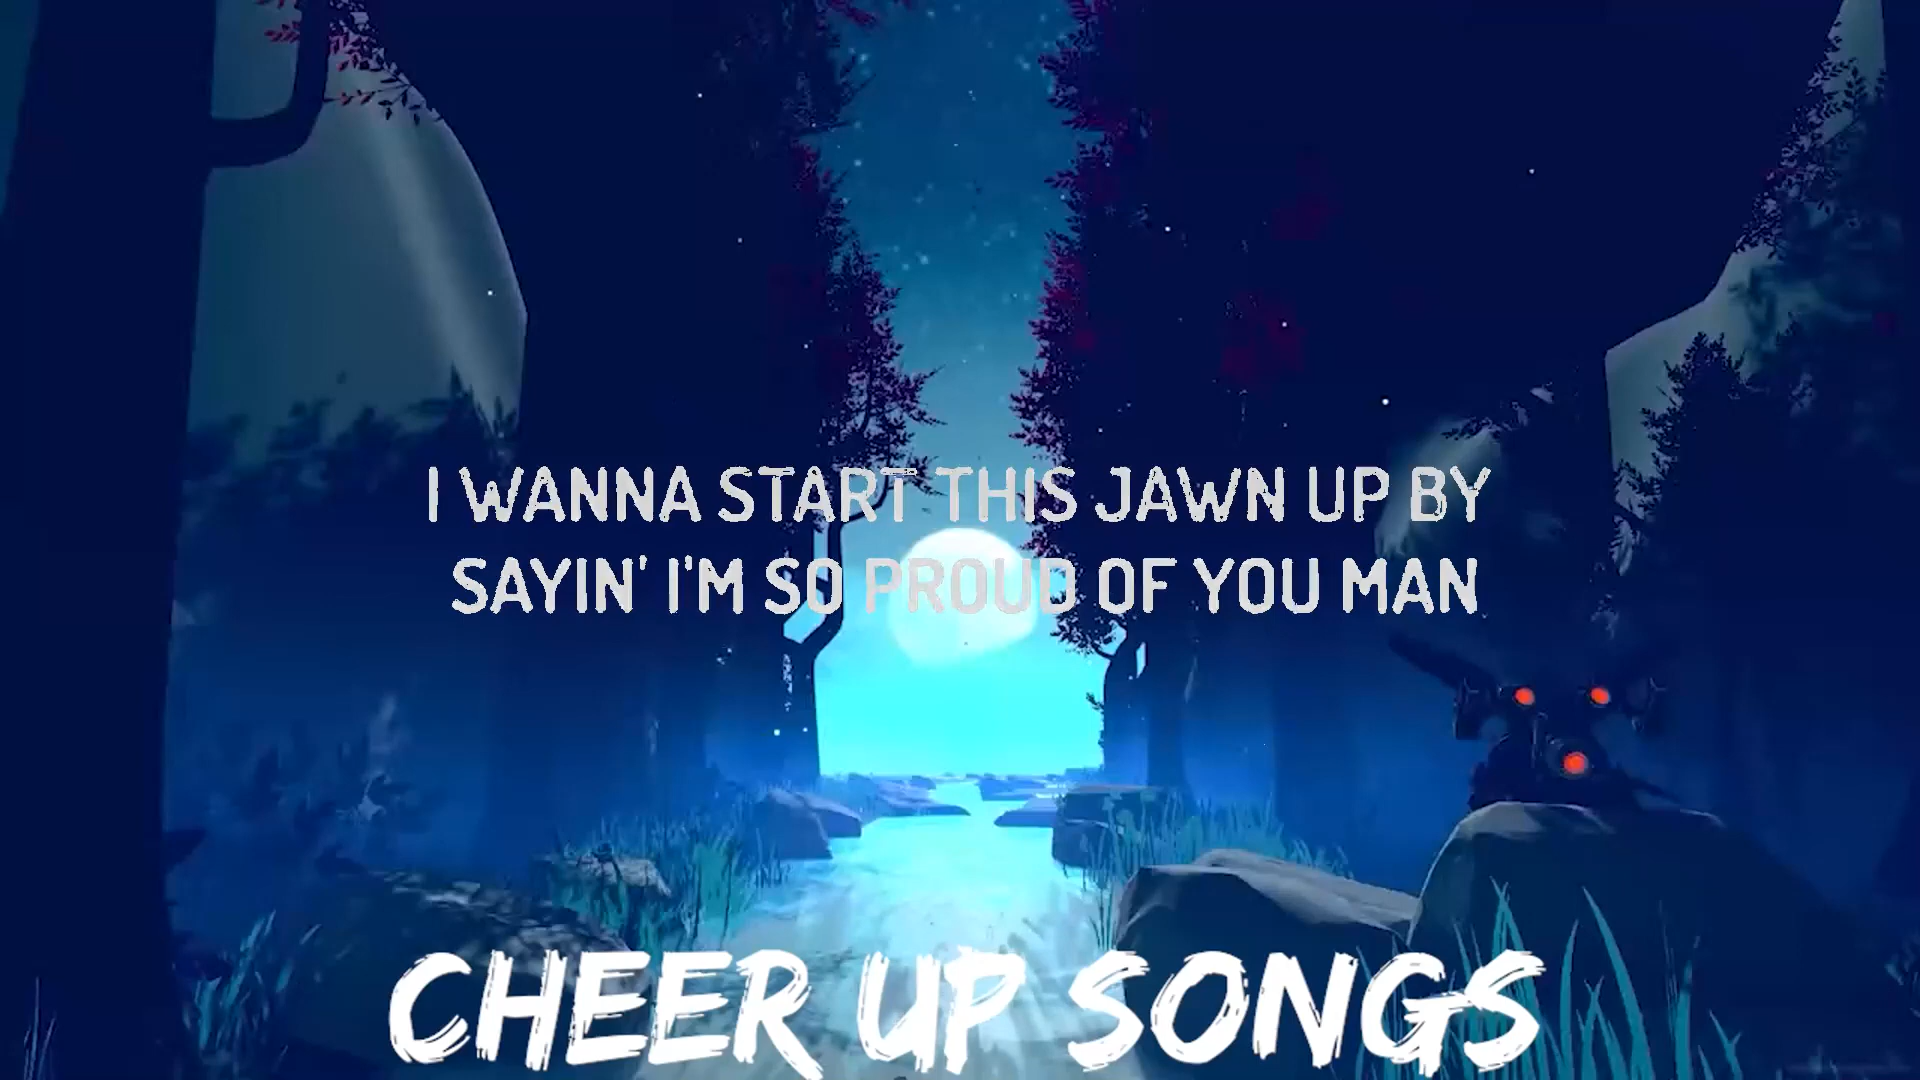 I WANNA START THIS JAWN UP BY
SAYIN' I'M SO PROUD OF YOU MAN
CHEER UP SONGS